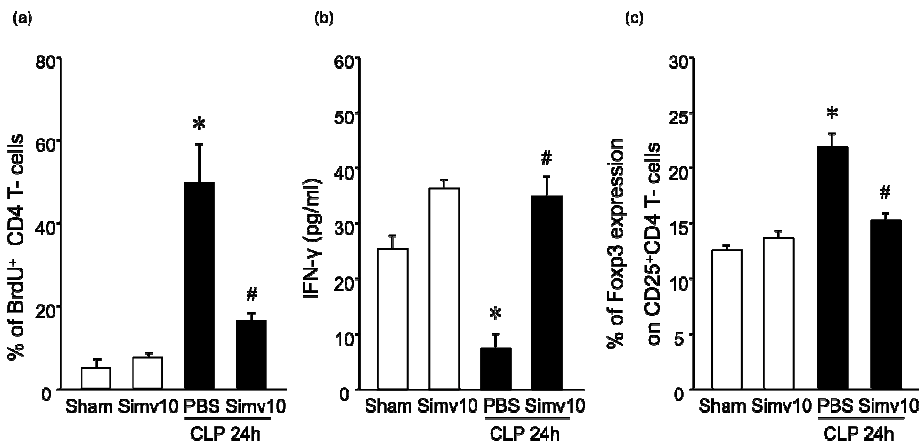 (a)
% of BrdU⁺ CD4 T- cells
80
60
40
20
0
*
#
Sham Simv10 PBS Simv10
CLP 24h
(b)
IFN-γ (pg/ml)
60
50
40
30
20
10
0
*
#
Sham Simv10 PBS Simv10
CLP 24h
(c)
% of Foxp3 expression
on CD25⁺CD4 T- cells
30
25
20
15
10
5
0
*
#
Sham Simv10 PBS Simv10
CLP 24h